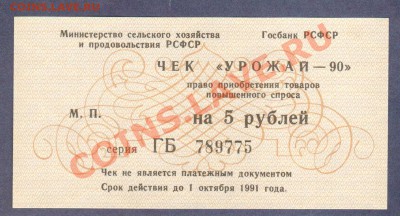 Министерство сельского хозяйства и продовольствия РСФСР
Госбанк РСФСР
ЧЕК «УРОЖАЙ—90»
право приобретения товаров
повышенного спроса
М. П.
на 5 рублей
серия ГБ 789775
Чек не является платежным документом
Срок действия до 1 октября 1991 года.
COINS.LAVE.RU